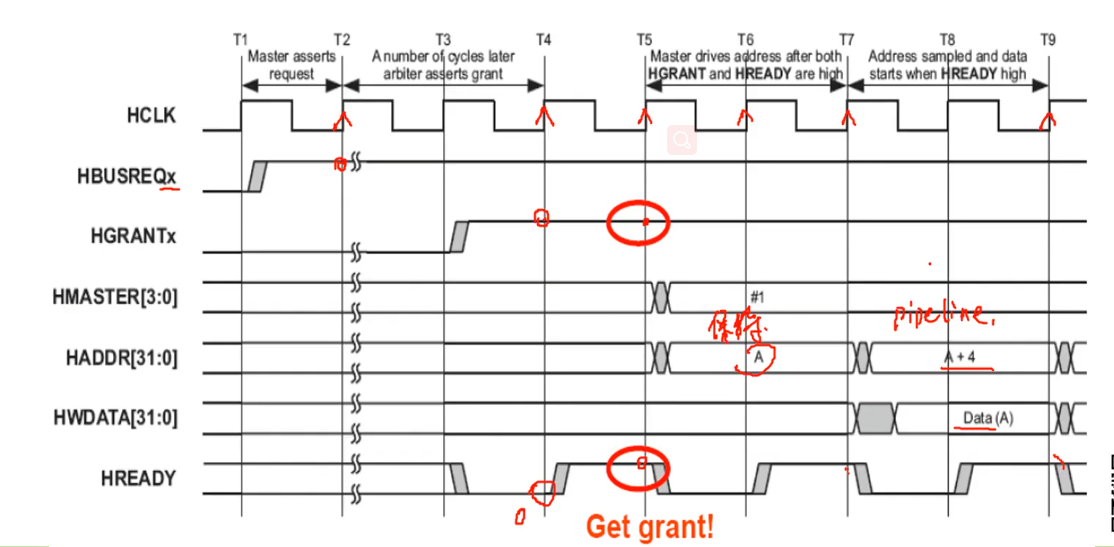 T1 T2 T3 T4 T5 T6 T7 T8 T9
Master asserts request
A number of cycles later arbiter asserts grant
Master drives address after both HGRANT and HREADY are high
Address sampled and data starts when HREADY high
HCLK
HBUSREQx
HGRANTx
HMASTER[3:0]
#1
保持.
pipeline.
HADDR[31:0]
A
A + 4
HWDATA[31:0]
Data (A)
HREADY
0
Get grant!